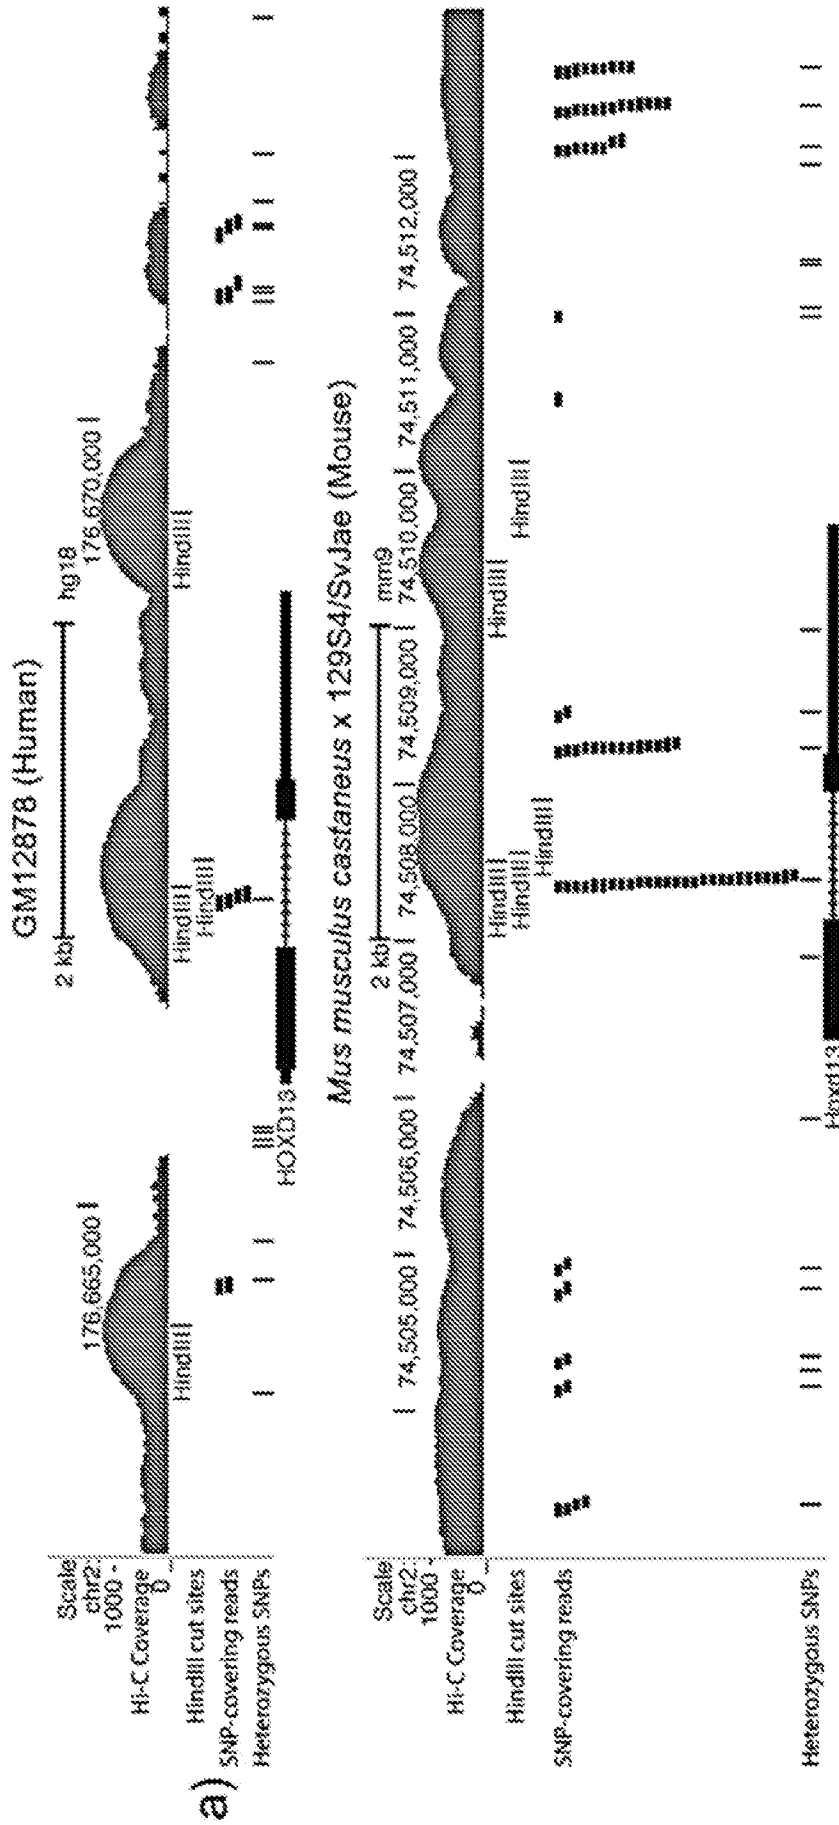 a)
GM12878 (Human)
Scale 2 kb hg18
chr2: 176,665,000 176,670,000
1000 -
Hi-C Coverage
0 _
HindIII cut sites HindIII HindIII HindIII HindIII
SNP-covering reads
Heterozygous SNPs
HOXD13
Mus musculus castaneus x 129S4/SvJae (Mouse)
Scale 2 kb mm9
chr2: 74,505,000 74,506,000 74,507,000 74,508,000 74,509,000 74,510,000 74,511,000 74,512,000
1000 -
Hi-C Coverage
0 _
HindIII cut sites HindIII HindIII HindIII HindIII HindIII
SNP-covering reads
Heterozygous SNPs
Hoxd13